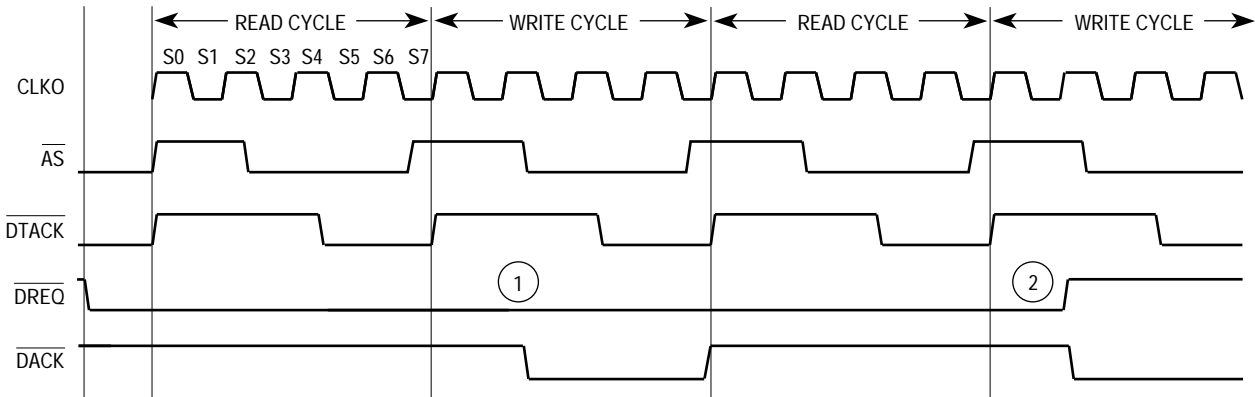 READ CYCLE WRITE CYCLE READ CYCLE WRITE CYCLE
S0 S1 S2 S3 S4 S5 S6 S7
CLKO
AS
DTACK
1 2
DREQ
DACK